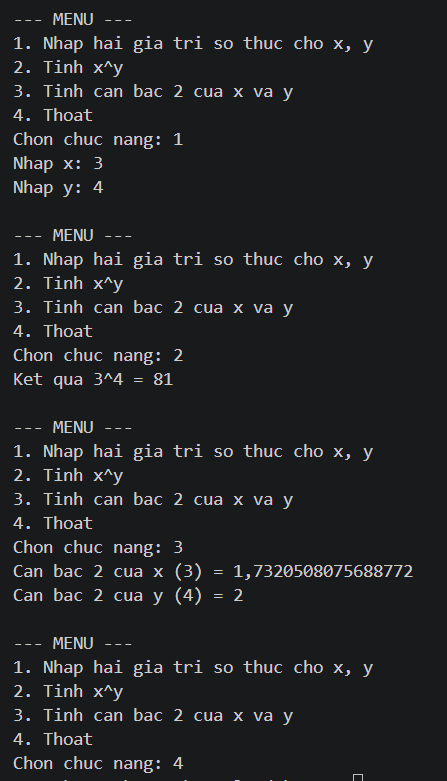 --- MENU ---
1. Nhap hai gia tri so thuc cho x, y
2. Tinh x^y
3. Tinh can bac 2 cua x va y
4. Thoat
Chon chuc nang: 1
Nhap x: 3
Nhap y: 4
--- MENU ---
1. Nhap hai gia tri so thuc cho x, y
2. Tinh x^y
3. Tinh can bac 2 cua x va y
4. Thoat
Chon chuc nang: 2
Ket qua 3^4 = 81
--- MENU ---
1. Nhap hai gia tri so thuc cho x, y
2. Tinh x^y
3. Tinh can bac 2 cua x va y
4. Thoat
Chon chuc nang: 3
Can bac 2 cua x (3) = 1,7320508075688772
Can bac 2 cua y (4) = 2
--- MENU ---
1. Nhap hai gia tri so thuc cho x, y
2. Tinh x^y
3. Tinh can bac 2 cua x va y
4. Thoat
Chon chuc nang: 4